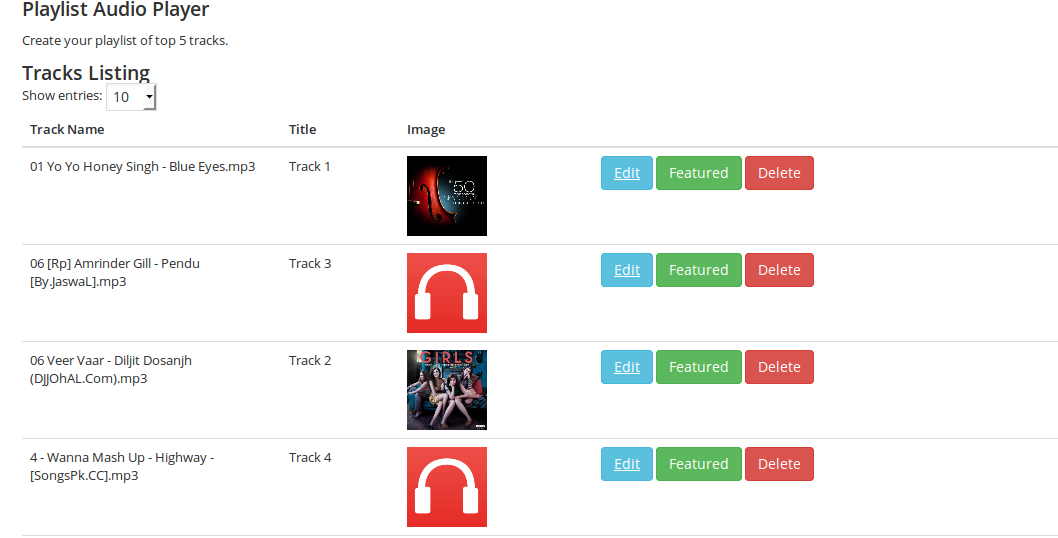 Playlist Audio Player
Create your playlist of top 5 tracks.
Tracks Listing
Show entries: 10
Track Name Title Image
01 Yo Yo Honey Singh - Blue Eyes.mp3 Track 1 Edit Featured Delete
50
06 [Rp] Amrinder Gill - Pendu Track 3 Edit Featured Delete
[By.JaswaL].mp3
06 Veer Vaar - Diljit Dosanjh Track 2 Edit Featured Delete
(DJJOhAL.Com).mp3
GIRLS
4 - Wanna Mash Up - Highway - Track 4 Edit Featured Delete
[SongsPk.CC].mp3